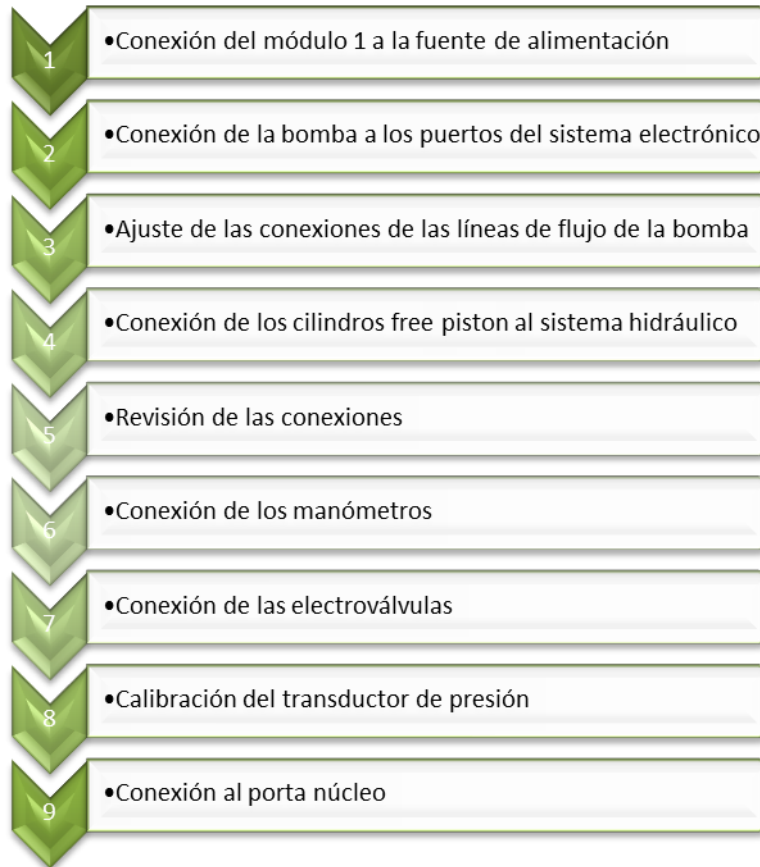 1
•Conexión del módulo 1 a la fuente de alimentación
2
•Conexión de la bomba a los puertos del sistema electrónico
3
•Ajuste de las conexiones de las líneas de flujo de la bomba
4
•Conexión de los cilindros free piston al sistema hidráulico
5
•Revisión de las conexiones
6
•Conexión de los manómetros
7
•Conexión de las electroválvulas
8
•Calibración del transductor de presión
9
•Conexión al porta núcleo